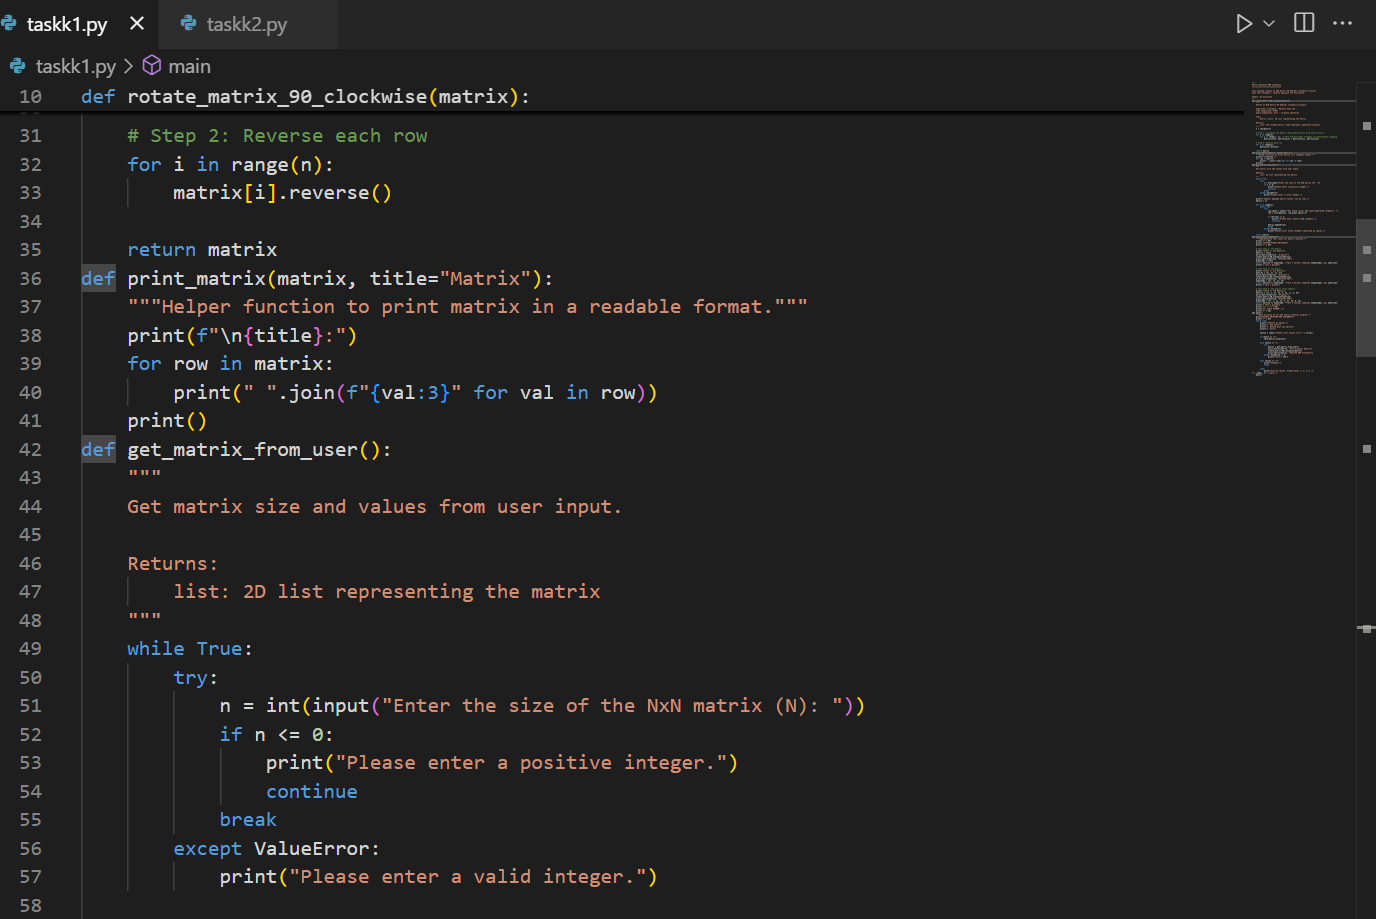 taskk1.py
taskk2.py
taskk1.py > main
10 def rotate_matrix_90_clockwise(matrix):
31 # Step 2: Reverse each row
32 for i in range(n):
33 matrix[i].reverse()
34
35 return matrix
36 def print_matrix(matrix, title="Matrix"):
37 """Helper function to print matrix in a readable format."""
38 print(f"\n{title}:")
39 for row in matrix:
40 print(" ".join(f"{val:3}" for val in row))
41 print()
42 def get_matrix_from_user():
43 """
44 Get matrix size and values from user input.
45
46 Returns:
47 list: 2D list representing the matrix
48 """
49 while True:
50 try:
51 n = int(input("Enter the size of the NxN matrix (N): "))
52 if n <= 0:
53 print("Please enter a positive integer.")
54 continue
55 break
56 except ValueError:
57 print("Please enter a valid integer.")
58